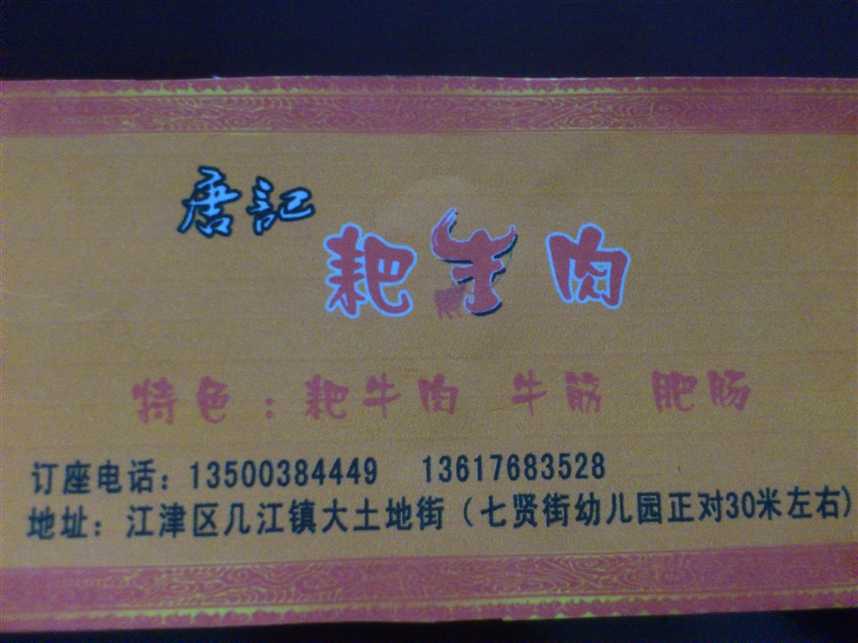 唐記
耙牛肉
特色：耙牛肉 牛筋 肥肠
订座电话：13500384449 13617683528
地址：江津区几江镇大土地街（七贤街幼儿园正对30米左右)